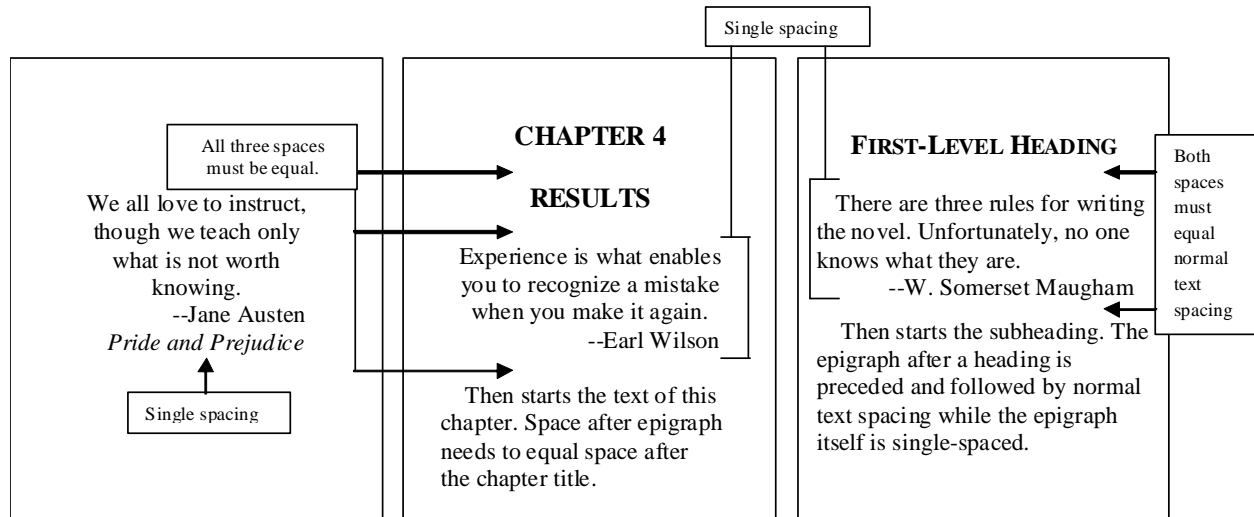 Single spacing
All three spaces
must be equal.
We all love to instruct,
though we teach only
what is not worth
knowing.
--Jane Austen
Pride and Prejudice
Single spacing
CHAPTER 4
RESULTS
Experience is what enables
you to recognize a mistake
when you make it again.
--Earl Wilson
Then starts the text of this
chapter. Space after epigraph
needs to equal space after
the chapter title.
FIRST-LEVEL HEADING
There are three rules for writing
the novel. Unfortunately, no one
knows what they are.
--W. Somerset Maugham
Then starts the subheading. The
epigraph after a heading is
preceded and followed by normal
text spacing while the epigraph
itself is single-spaced.
Both
spaces
must
equal
normal
text
spacing